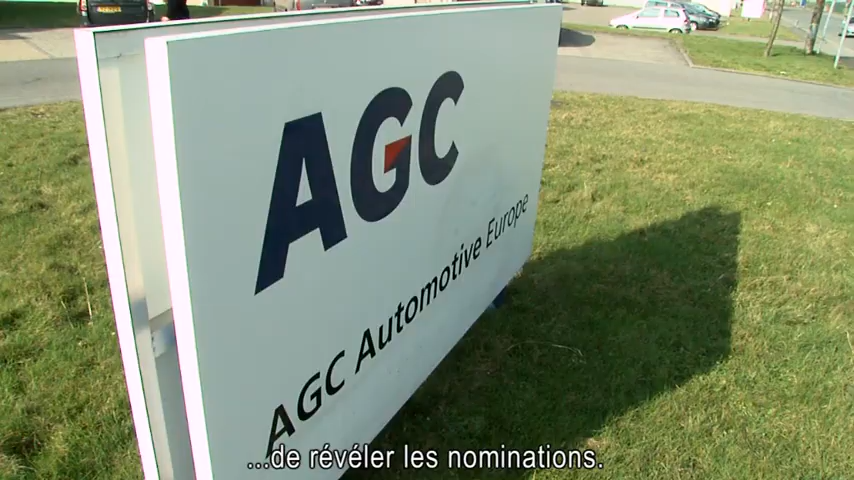 AGC
AGC Automotive Europe
...de révéler les nominations.